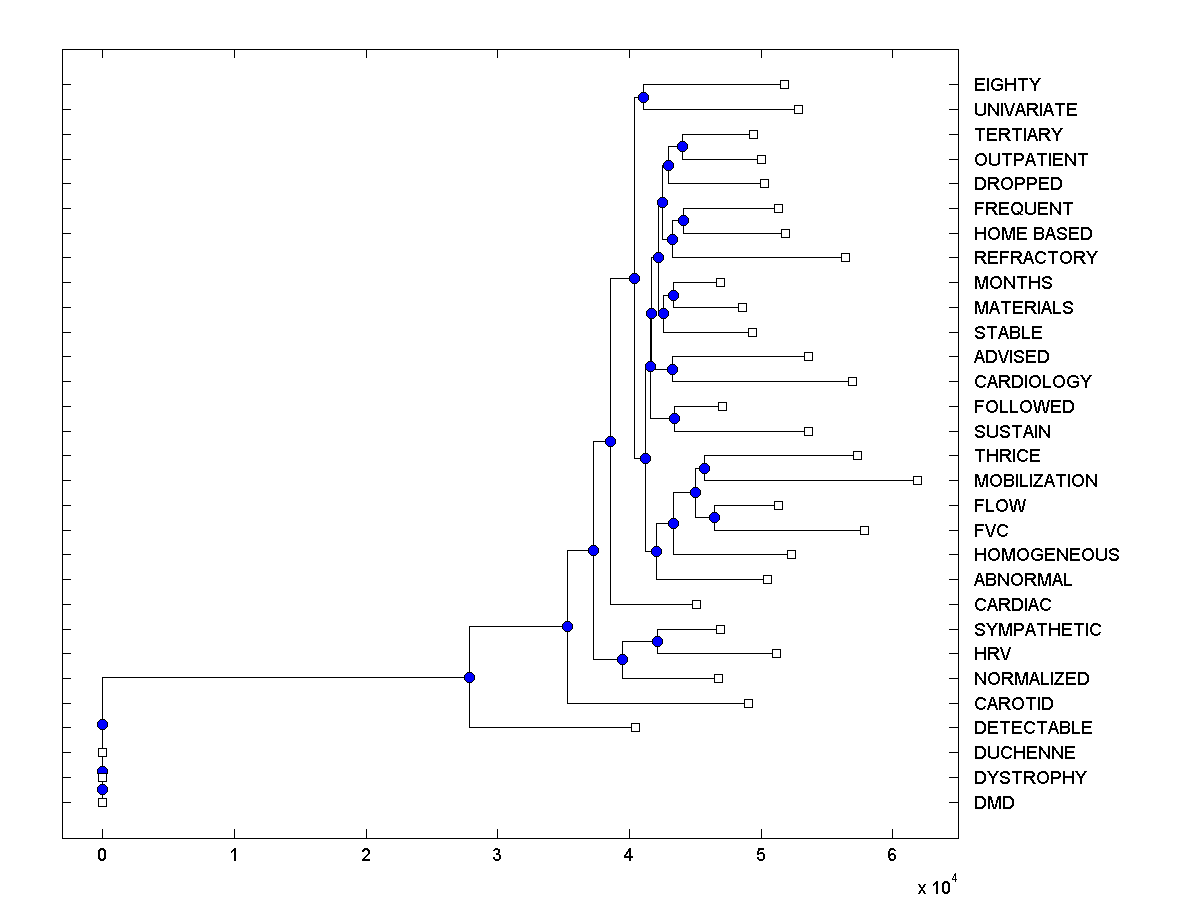 EIGHTY
UNIVARIATE
TERTIARY
OUTPATIENT
DROPPED
FREQUENT
HOME BASED
REFRACTORY
MONTHS
MATERIALS
STABLE
ADVISED
CARDIOLOGY
FOLLOWED
SUSTAIN
THRICE
MOBILIZATION
FLOW
FVC
HOMOGENEOUS
ABNORMAL
CARDIAC
SYMPATHETIC
HRV
NORMALIZED
CAROTID
DETECTABLE
DUCHENNE
DYSTROPHY
DMD
0 1 2 3 4 5 6
x 10^4